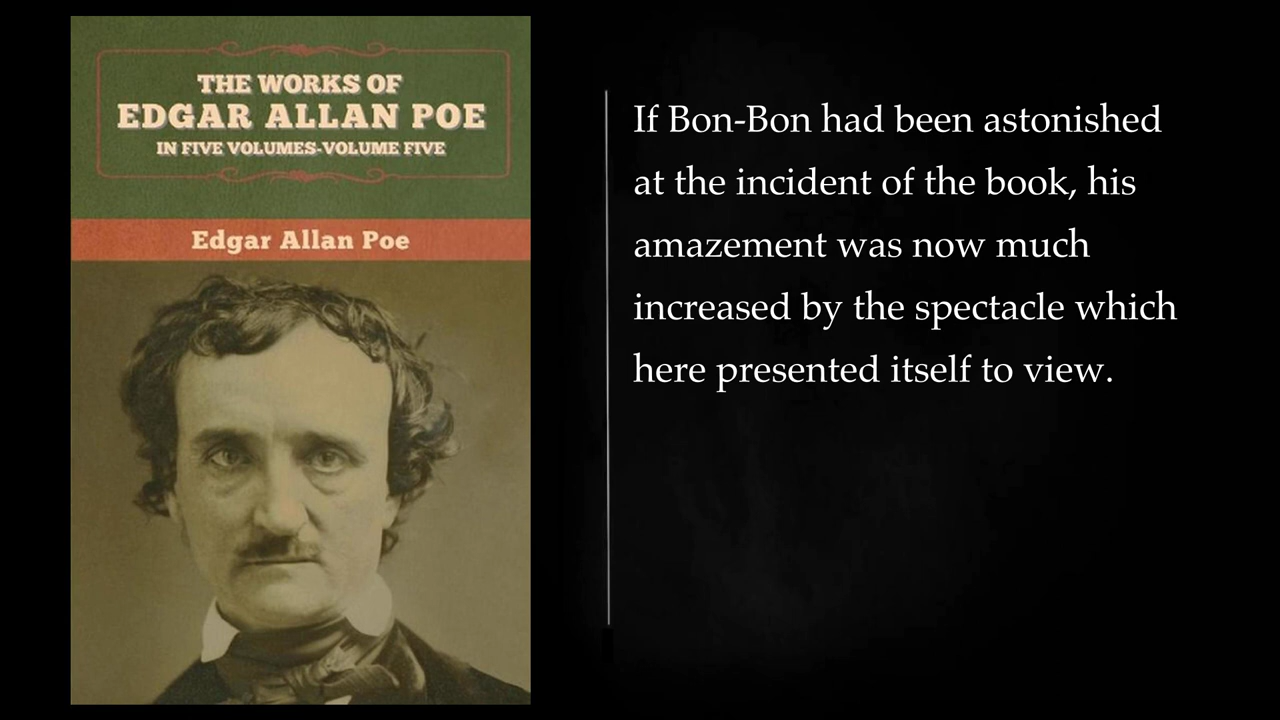 THE WORKS OF
EDGAR ALLAN POE
IN FIVE VOLUMES-VOLUME FIVE
Edgar Allan Poe
If Bon-Bon had been astonished
at the incident of the book, his
amazement was now much
increased by the spectacle which
here presented itself to view.